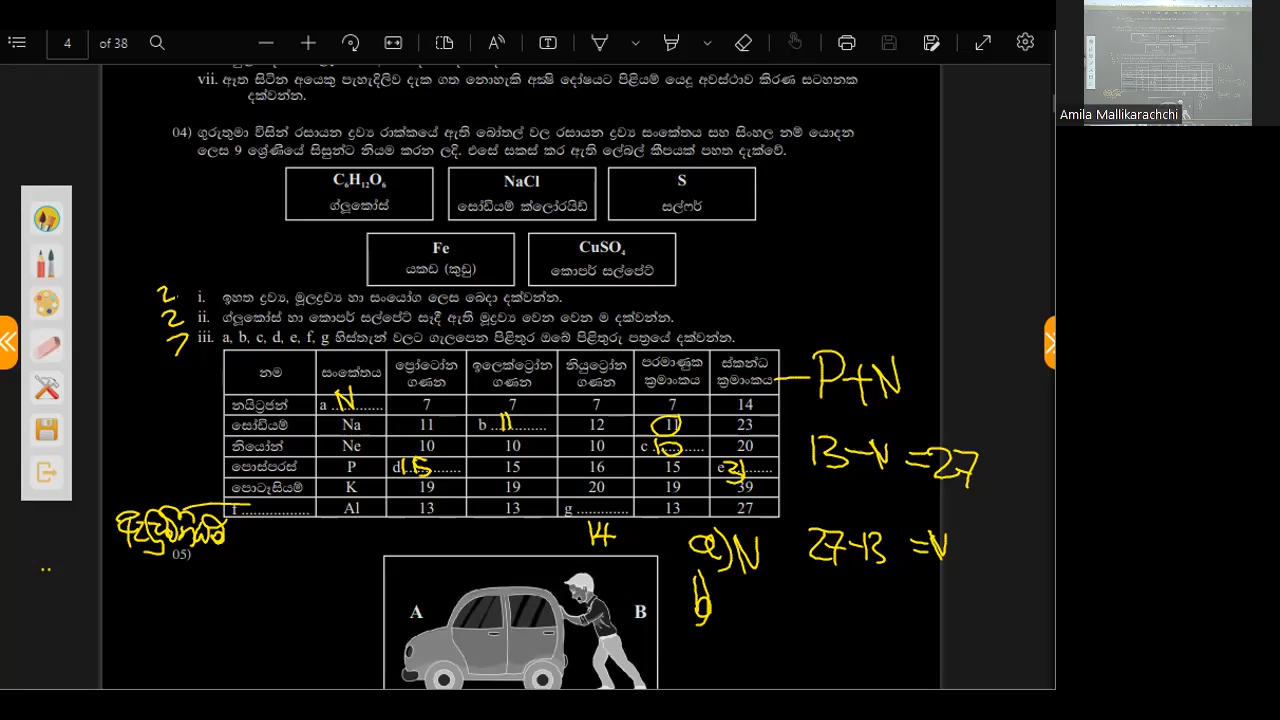 4 of 38
vii. ඈත සිටින අයෙකු පැහැදිලිව දැක ගත නොහැකි අක්ෂි දෝෂයට පිළියම් යෙදූ අවස්ථාව කිරණ සටහනක
දක්වන්න.
Amila Mallikarachchi
04) ගුරුතුමා විසින් රසායන ද්‍රව්‍ය රාක්කයේ ඇති බෝතල් වල රසායන ද්‍රව්‍ය සංකේතය සහ සිංහල නම් යොදන
ලෙස 9 ශ්‍රේණියේ සිසුන්ට නියම කරන ලදි. එසේ සකස් කර ඇති ලේබල් කීපයක් පහත දැක්වේ.
C₆H₁₂O₆ NaCl S
ග්ලූකෝස් සෝඩියම් ක්ලෝරයිඩ් සල්ෆර්
Fe CuSO₄
යකඩ (කුඩු) කොපර් සල්පේට්
2 i. ඉහත ද්‍රව්‍ය, මූලද්‍රව්‍ය හා සංයෝග ලෙස බෙදා දක්වන්න.
2 ii. ග්ලූකෝස් හා කොපර් සල්පේට් සෑදී ඇති මූද්‍රව්‍ය වෙන වෙන ම දක්වන්න.
7 iii. a, b, c, d, e, f, g හිස්තැන් වලට ගැලපෙන පිළිතුර ඔබේ පිළිතුරු පත්‍රයේ දක්වන්න.
නම සංකේතය ප්‍රෝටෝන ගණන ඉලෙක්ට්‍රෝන ගණන නියුට්‍රෝන ගණන පරමාණුක ක්‍රමාංකය ස්කන්ධ ක්‍රමාංකය — P+N
නයිට්‍රජන් a ..N.......... 7 7 7 7 14
සෝඩියම් Na 11 b ..11.......... 12 11 23
නියෝන් Ne 10 10 10 c 10.......... 20
පොස්පරස් P d 15.......... 15 16 15 e 31.......
පොටෑසියම් K 19 19 20 19 39
f ................ Al 13 13 g ............ 13 27
13 – N = 27
ඇලුමිනියම්
14
a) N
27-13 = N
b
05)
A B